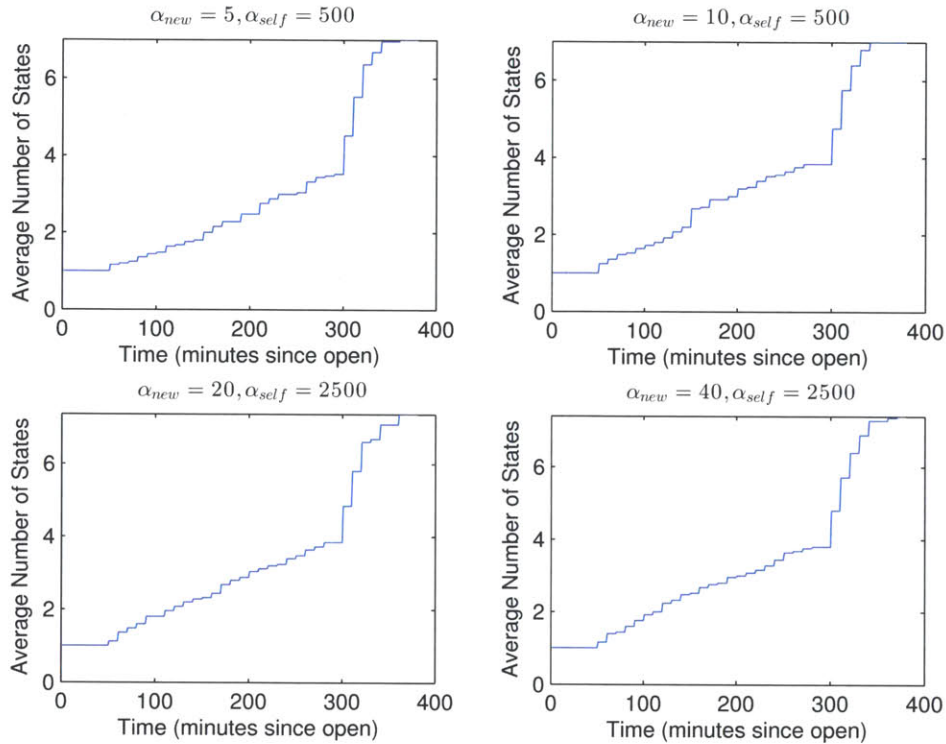 α_new = 5, α_self = 500
Average Number of States
6
4
2
0
0 100 200 300 400
Time (minutes since open)
α_new = 10, α_self = 500
Average Number of States
6
4
2
0
0 100 200 300 400
Time (minutes since open)
α_new = 20, α_self = 2500
Average Number of States
6
4
2
0
0 100 200 300 400
Time (minutes since open)
α_new = 40, α_self = 2500
Average Number of States
6
4
2
0
0 100 200 300 400
Time (minutes since open)